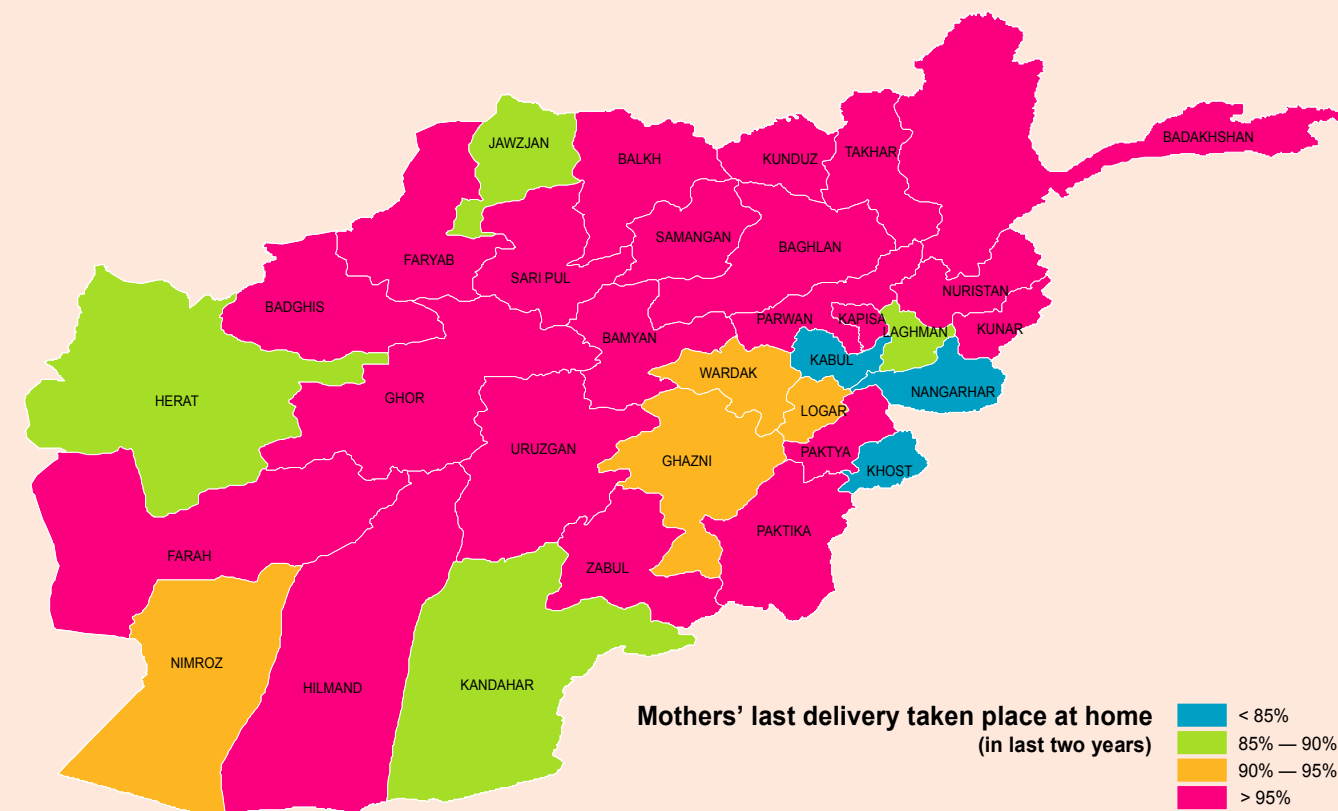 BADAKHSHAN
JAWZJAN
BALKH
KUNDUZ
TAKHAR
SAMANGAN
BAGHLAN
FARYAB
SARI PUL
NURISTAN
BADGHIS
PARWAN
KAPISA
LAGHMAN
KUNAR
BAMYAN
KABUL
WARDAK
NANGARHAR
HERAT
GHOR
LOGAR
URUZGAN
GHAZNI
PAKTYA
KHOST
PAKTIKA
FARAH
ZABUL
NIMROZ
HILMAND
KANDAHAR
Mothers’ last delivery taken place at home
(in last two years)
< 85%
85% — 90%
90% — 95%
> 95%